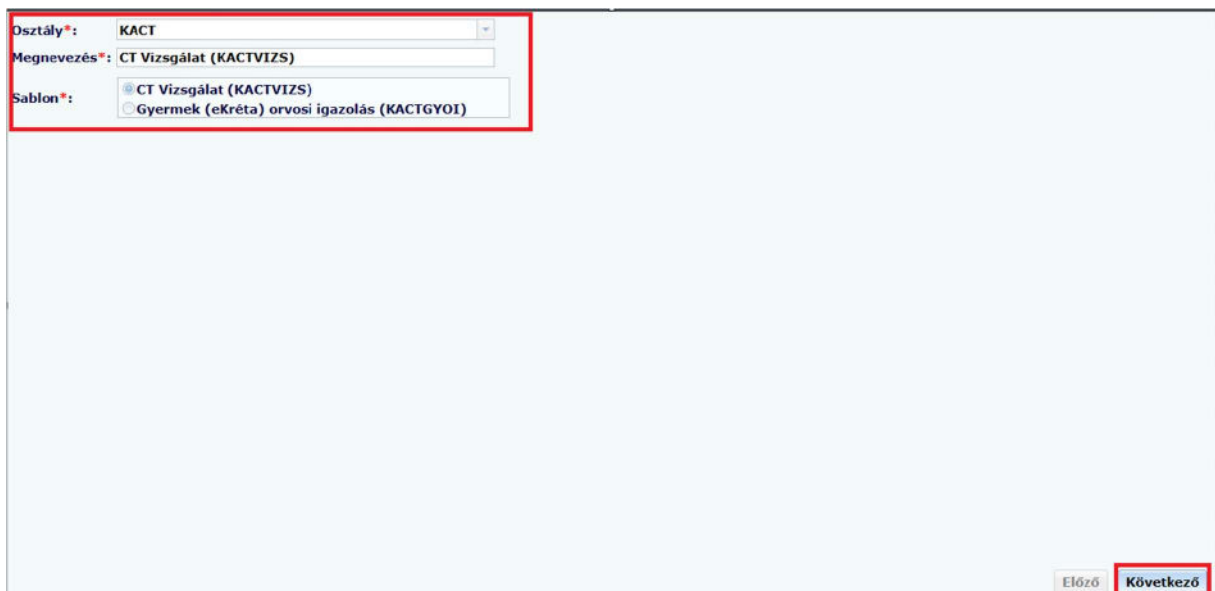 Osztály*: KACT
Megnevezés*: CT Vizsgálat (KACTVIZS)
Sablon*: CT Vizsgálat (KACTVIZS)
Gyermek (eKréta) orvosi igazolás (KACTGYOI)
Előző Következő